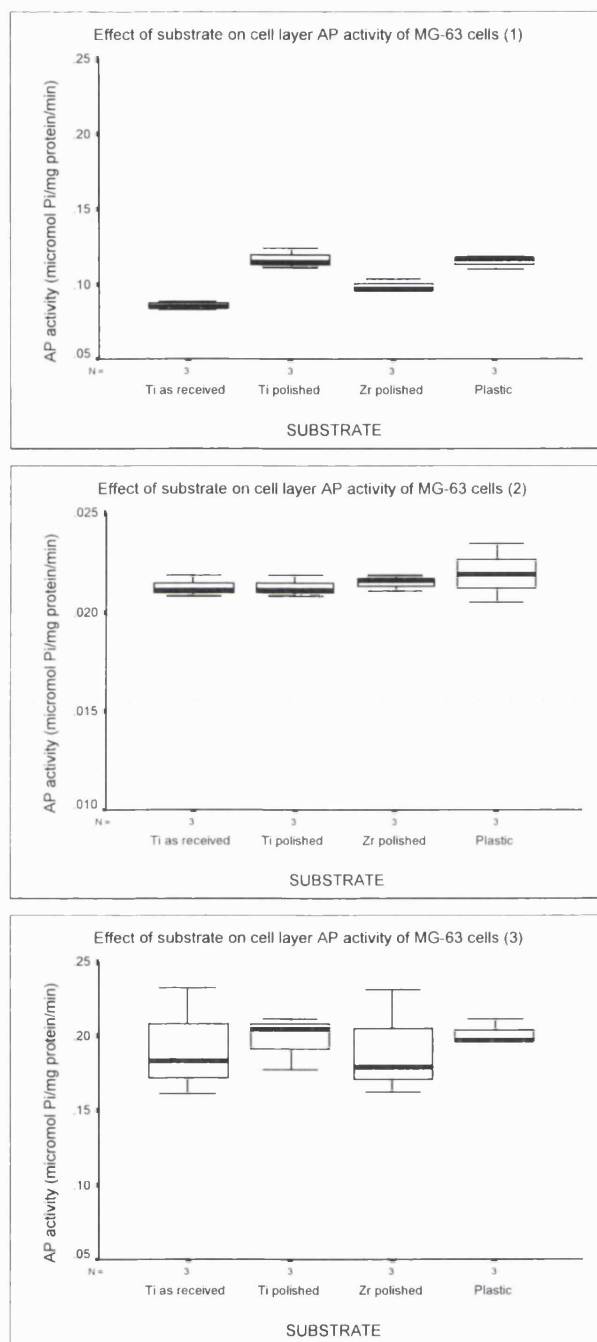 Effect of substrate on cell layer AP activity of MG-63 cells (1)
AP activity (micromol Pi/mg protein/min)
.25
.20
.15
.10
.05
N = 3 3 3 3
Ti as received Ti polished Zr polished Plastic
SUBSTRATE
Effect of substrate on cell layer AP activity of MG-63 cells (2)
AP activity (micromol Pi/mg protein/min)
.025
.020
.015
.010
N = 3 3 3 3
Ti as received Ti polished Zr polished Plastic
SUBSTRATE
Effect of substrate on cell layer AP activity of MG-63 cells (3)
AP activity (micromol Pi/mg protein/min)
.25
.20
.15
.10
.05
N = 3 3 3 3
Ti as received Ti polished Zr polished Plastic
SUBSTRATE